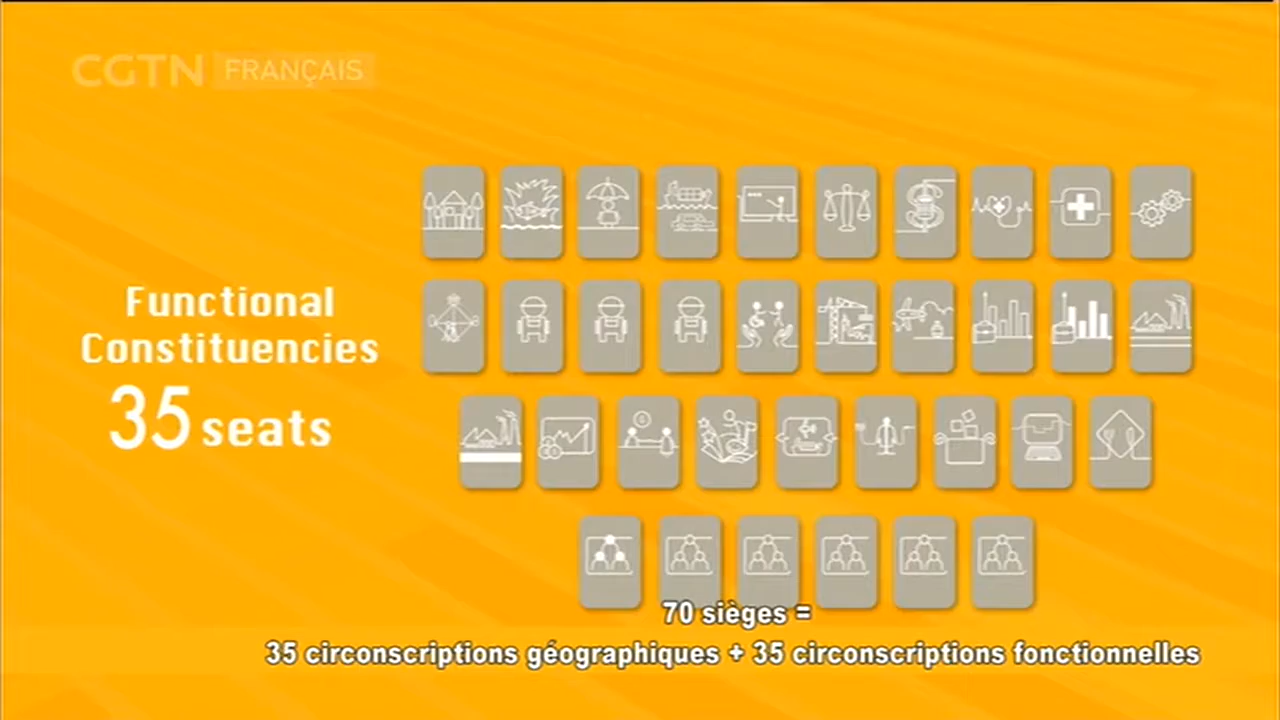 CGTN FRANÇAIS
Functional
Constituencies
35 seats
70 sièges =
35 circonscriptions géographiques + 35 circonscriptions fonctionnelles